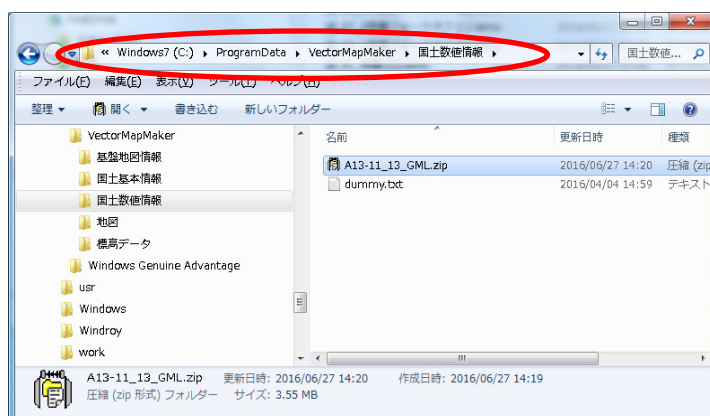 « Windows7 (C:) ▸ ProgramData ▸ VectorMapMaker ▸ 国土数値情報 ▸
国土数値...
ファイル(F) 編集(E) 表示(V) ツール(T) ヘルプ(H)
整理 ▼ 開く ▼ 書き込む 新しいフォルダー
VectorMapMaker
基盤地図情報
国土基本情報
国土数値情報
地図
標高データ
Windows Genuine Advantage
usr
Windows
Windroy
work
名前 更新日時 種類
A13-11_13_GML.zip 2016/06/27 14:20 圧縮 (zip
dummy.txt 2016/04/04 14:59 テキスト
A13-11_13_GML.zip 更新日時: 2016/06/27 14:20 作成日時: 2016/06/27 14:19
圧縮 (zip 形式) フォルダー サイズ: 3.55 MB